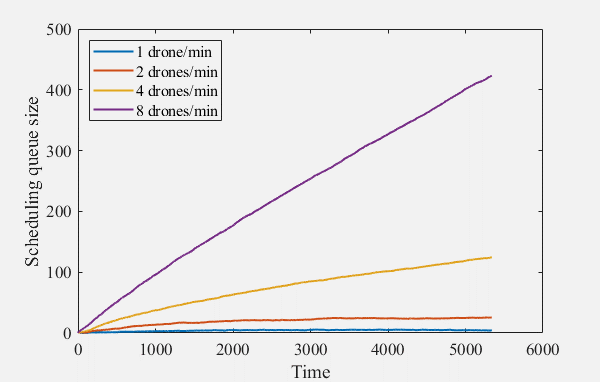 500
400
300
200
100
0
Scheduling queue size
1 drone/min
2 drones/min
4 drones/min
8 drones/min
0 1000 2000 3000 4000 5000 6000
Time